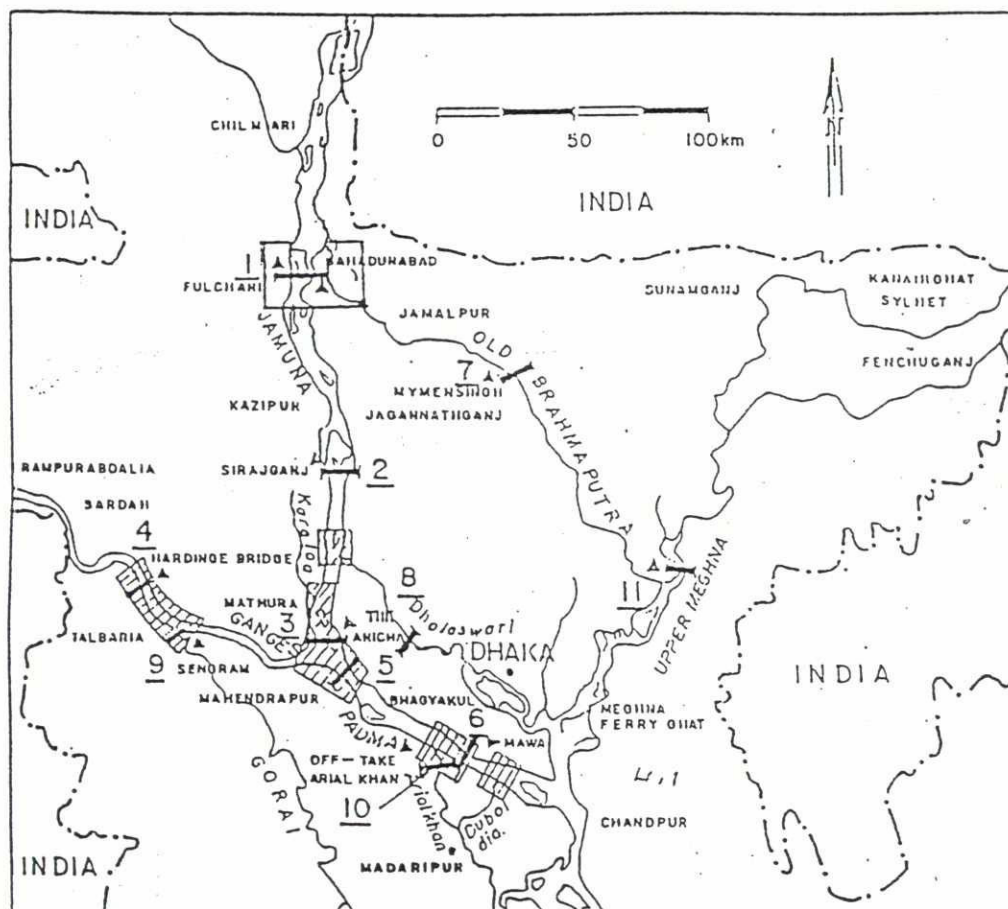 CHILMARI
0 50 100km
INDIA
INDIA
1
BAHADURABAD
FULCHARI
SUNAMGANJ
KANAIRGHAT
SYLHET
JAMALPUR
FENCHUGANJ
JAMUNA
OLD BRAHMAPUTRA
7
MYMENSINGH
JAGANNATHGANJ
KAZIPUR
SIRAJGANJ
2
RAMPURABOALIA
SARDAH
4
HARDINGE BRIDGE
8
Dhaleswari
11
UPPER MEGHNA
MATHURA
3
ARICHA
TALBARIA
GANGES
DHAKA
9
SENGRAM
5
INDIA
MAHENDRAPUR
BHAGYAKUL
MEGHNA
FERRY GHAT
PADMA
6
MAWA
OFF-TAKE
ARIAL KHAN
GORAI
10
CHANDPUR
INDIA
MADARIPUR